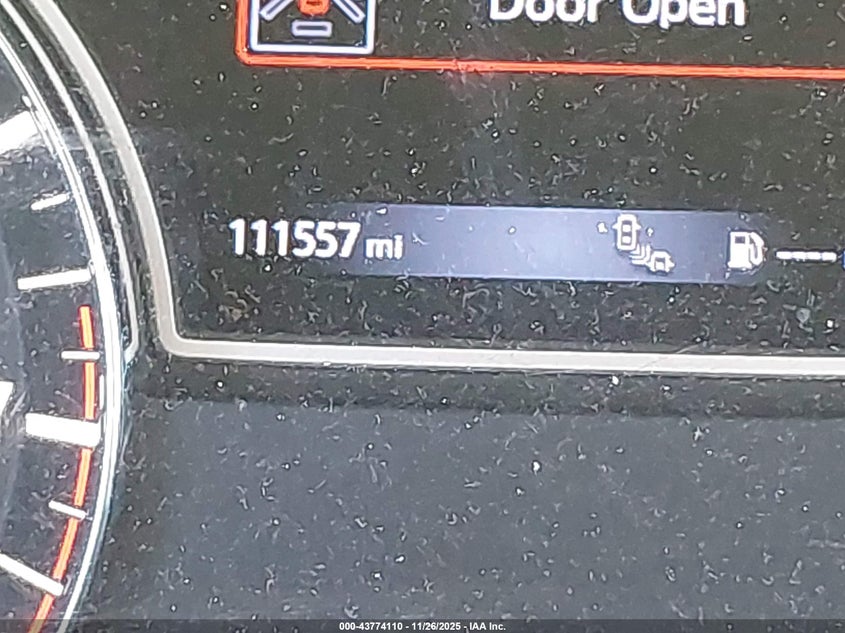 Door Open
111557 mi
000-43774110 - 11/26/2025 - IAA Inc.